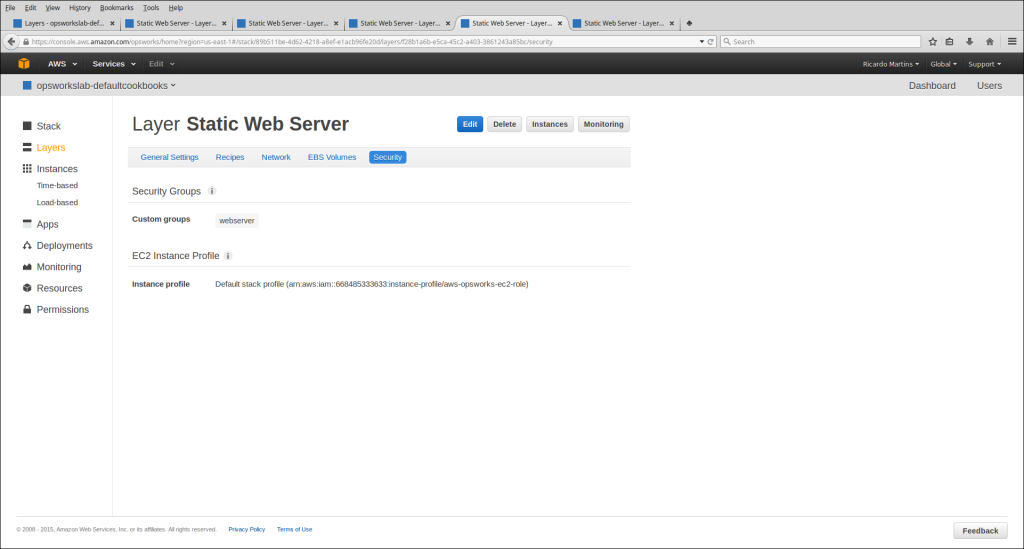 File Edit View History Bookmarks Tools Help
Layers - opsworkslab-def... × Static Web Server - Layer... × Static Web Server - Layer... × Static Web Server - Layer... × Static Web Server - Layer... × Static Web Server - Layer... ×
https://console.aws.amazon.com/opsworks/home?region=us-east-1#/stack/89b511be-4d62-4218-a8ef-e1acb96fe20d/layers/f28b1a6b-e5ca-45c2-a403-3861243a85bc/security Search
AWS Services Edit Ricardo Martins Global Support
opsworkslab-defaultcookbooks Dashboard Users
Stack
Layers
Instances
Time-based
Load-based
Apps
Deployments
Monitoring
Resources
Permissions
Layer Static Web Server Edit Delete Instances Monitoring
General Settings Recipes Network EBS Volumes Security
Security Groups i
Custom groups webserver
EC2 Instance Profile i
Instance profile Default stack profile (arn:aws:iam::668485333633:instance-profile/aws-opsworks-ec2-role)
© 2008 - 2015, Amazon Web Services, Inc. or its affiliates. All rights reserved. Privacy Policy Terms of Use Feedback